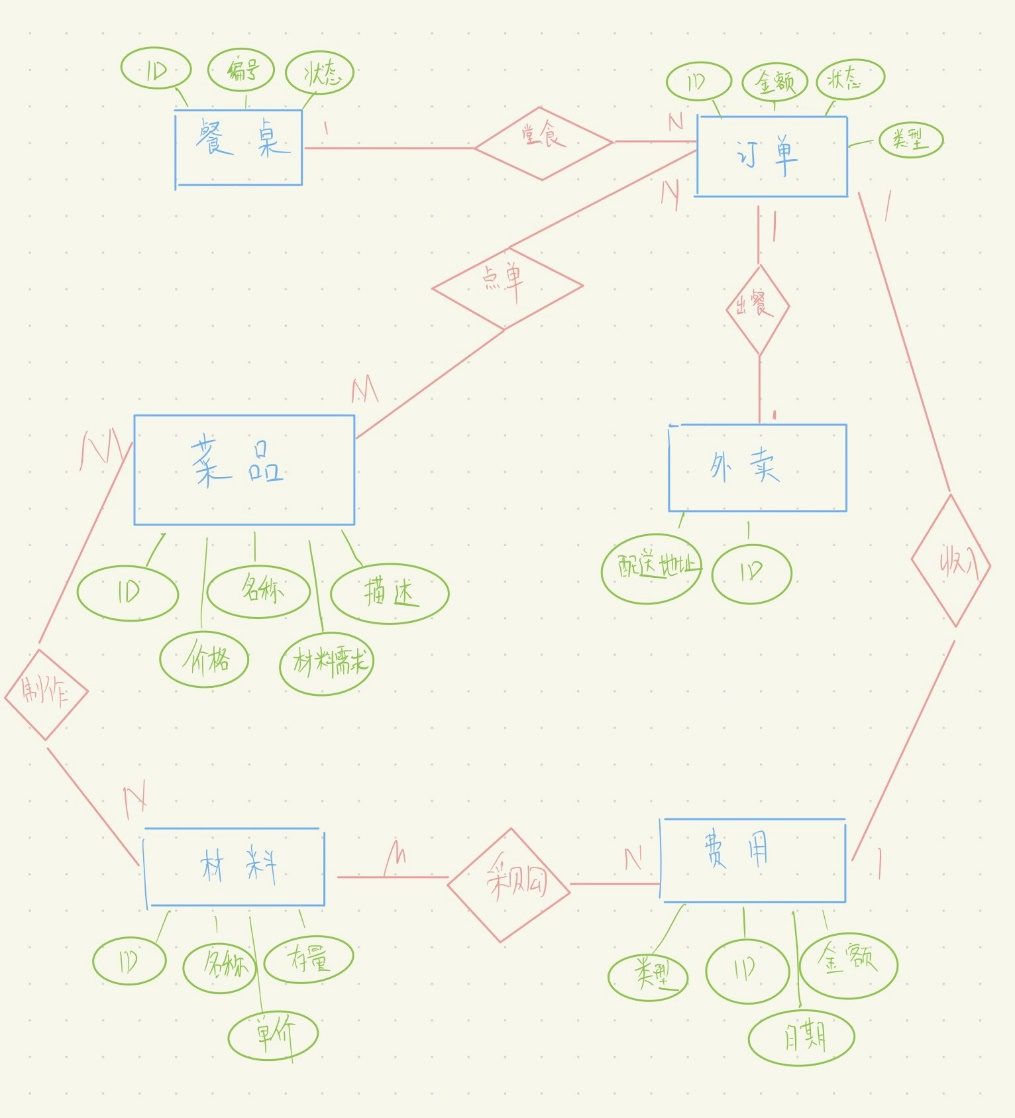 ID 编号 状态
ID 金额 状态
餐桌 1 堂食 N 订单 类型
N 1 1
点单 出餐
M 1
M 菜品 外卖
配送地址 ID 收入
ID 名称 描述
价格 材料需求
制作
N
材料 M 采购 N 费用 1
ID 名称 存量 类型 ID 金额
单价 日期